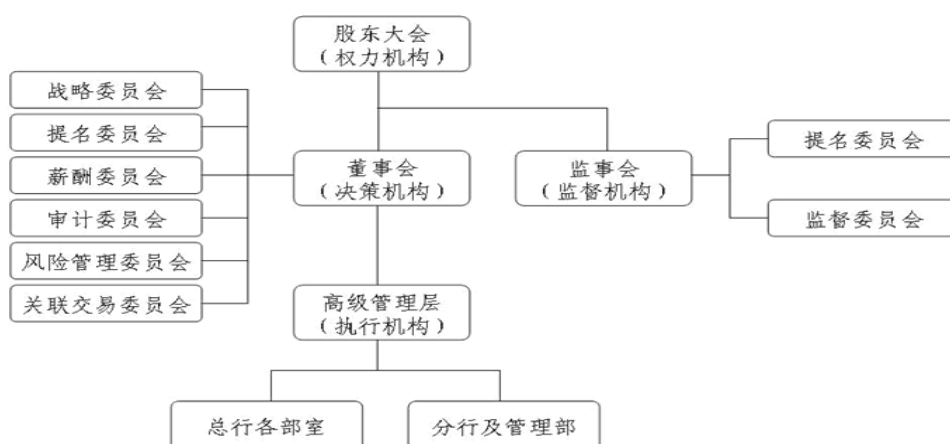 股东大会
（权力机构）
战略委员会
提名委员会
薪酬委员会
审计委员会
风险管理委员会
关联交易委员会
董事会
（决策机构）
监事会
（监督机构）
提名委员会
监督委员会
高级管理层
（执行机构）
总行各部室
分行及管理部